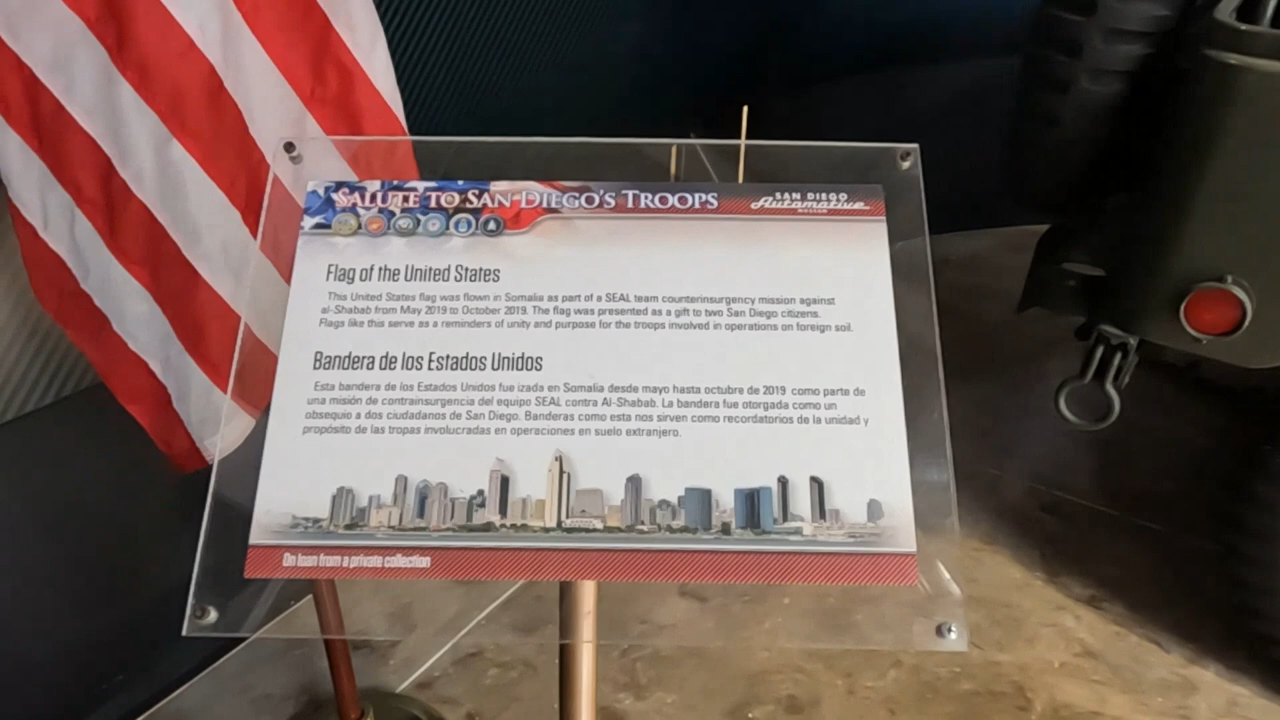 SALUTE TO SAN DIEGO'S TROOPS
SAN DIEGO
Automotive
MUSEUM
Flag of the United States
This United States flag was flown in Somalia as part of a SEAL team counterinsurgency mission against
al-Shabab from May 2019 to October 2019. The flag was presented as a gift to two San Diego citizens.
Flags like this serve as a reminders of unity and purpose for the troops involved in operations on foreign soil.
Bandera de los Estados Unidos
Esta bandera de los Estados Unidos fue izada en Somalia desde mayo hasta octubre de 2019 como parte de
una misión de contrainsurgencia del equipo SEAL contra Al-Shabab. La bandera fue otorgada como un
obsequio a dos ciudadanos de San Diego. Banderas como esta nos sirven como recordatorios de la unidad y
propósito de las tropas involucradas en operaciones en suelo extranjero.
On loan from a private collection